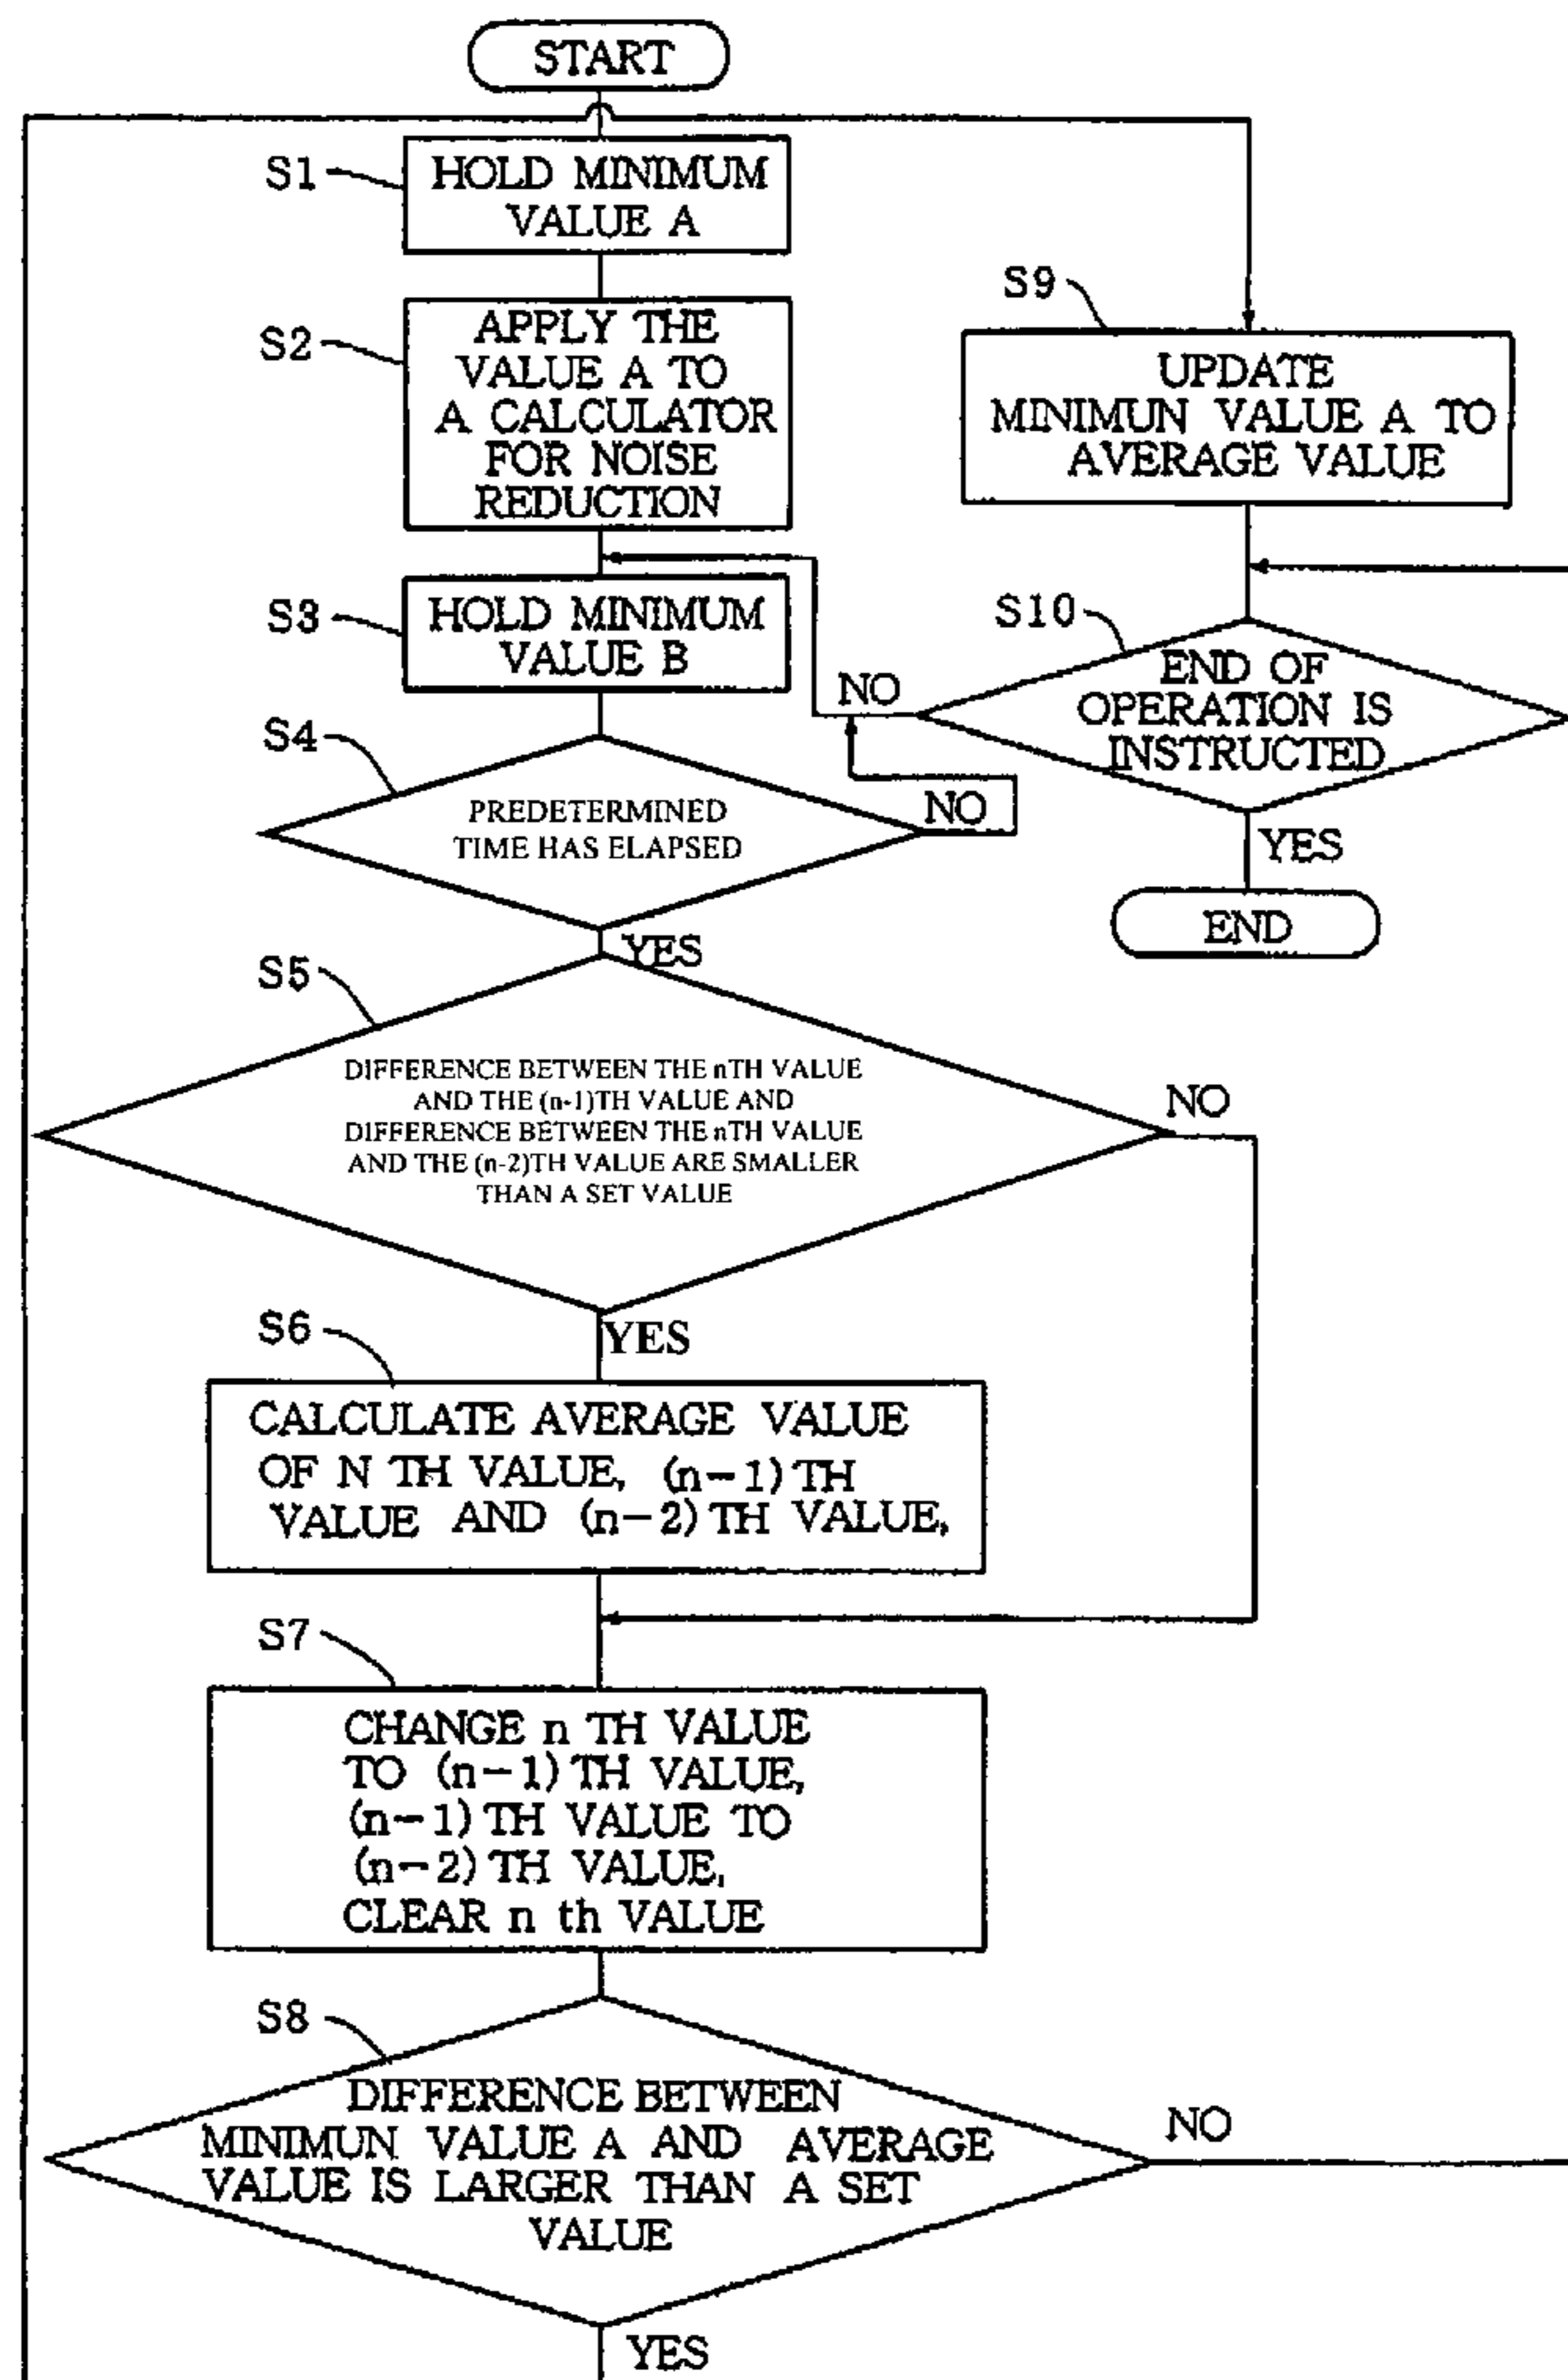 START
S1
HOLD MINIMUM
VALUE A
S2
APPLY THE
VALUE A TO
A CALCULATOR
FOR NOISE
REDUCTION
S3
HOLD MINIMUM
VALUE B
S4
PREDETERMINED
TIME HAS ELAPSED
NO
YES
S5
DIFFERENCE BETWEEN THE nTH VALUE
AND THE (n-1)TH VALUE AND
DIFFERENCE BETWEEN THE nTH VALUE
AND THE (n-2)TH VALUE ARE SMALLER
THAN A SET VALUE
NO
YES
S6
CALCULATE AVERAGE VALUE
OF N TH VALUE, (n-1) TH
VALUE AND (n-2) TH VALUE,
S7
CHANGE n TH VALUE
TO (n-1) TH VALUE,
(n-1) TH VALUE TO
(n-2) TH VALUE,
CLEAR n th VALUE
S8
DIFFERENCE BETWEEN
MINIMUN VALUE A AND AVERAGE
VALUE IS LARGER THAN A SET
VALUE
NO
YES
S9
UPDATE
MINIMUN VALUE A TO
AVERAGE VALUE
S10
END OF
OPERATION IS
INSTRUCTED
NO
YES
END